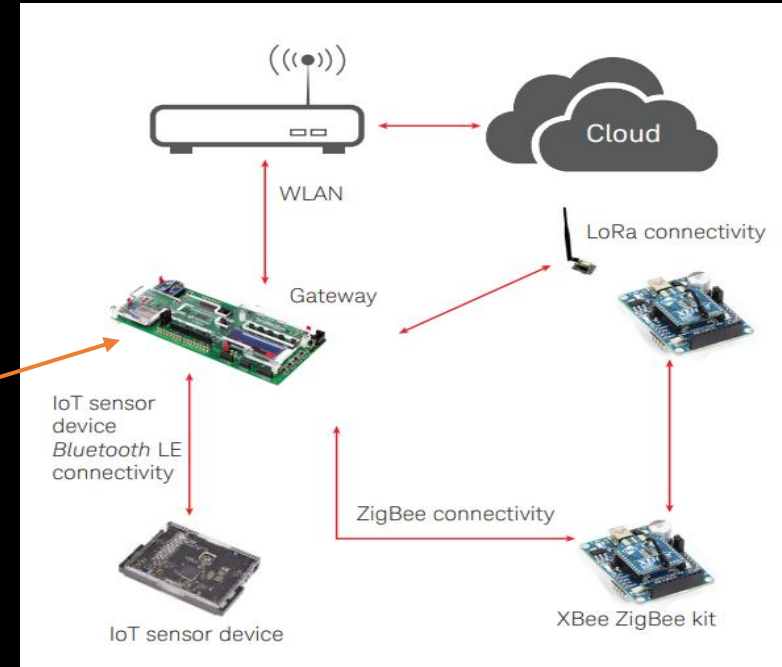 Cloud
WLAN
LoRa connectivity
Gateway
IoT sensor
device
Bluetooth LE
connectivity
ZigBee connectivity
IoT sensor device
XBee ZigBee kit